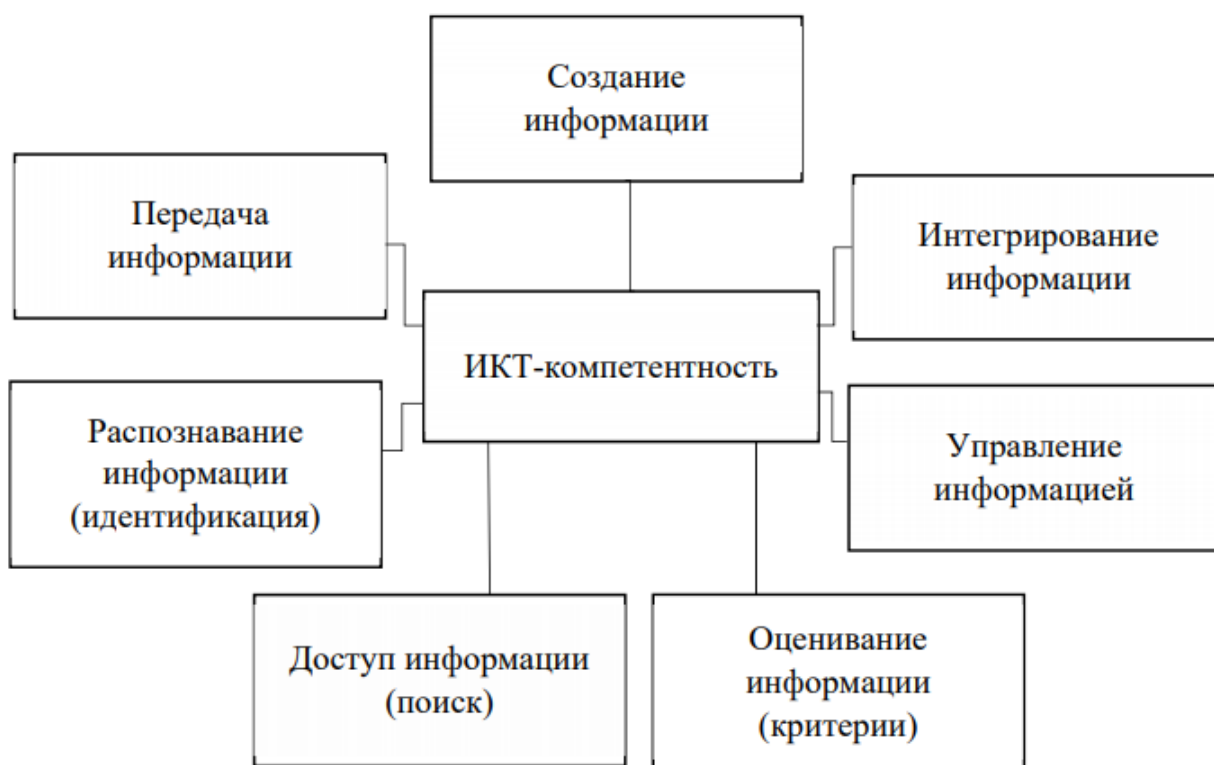 Создание
информации
Передача
информации
Интегрирование
информации
ИКТ-компетентность
Распознавание
информации
(идентификация)
Управление
информацией
Доступ информации
(поиск)
Оценивание
информации
(критерии)